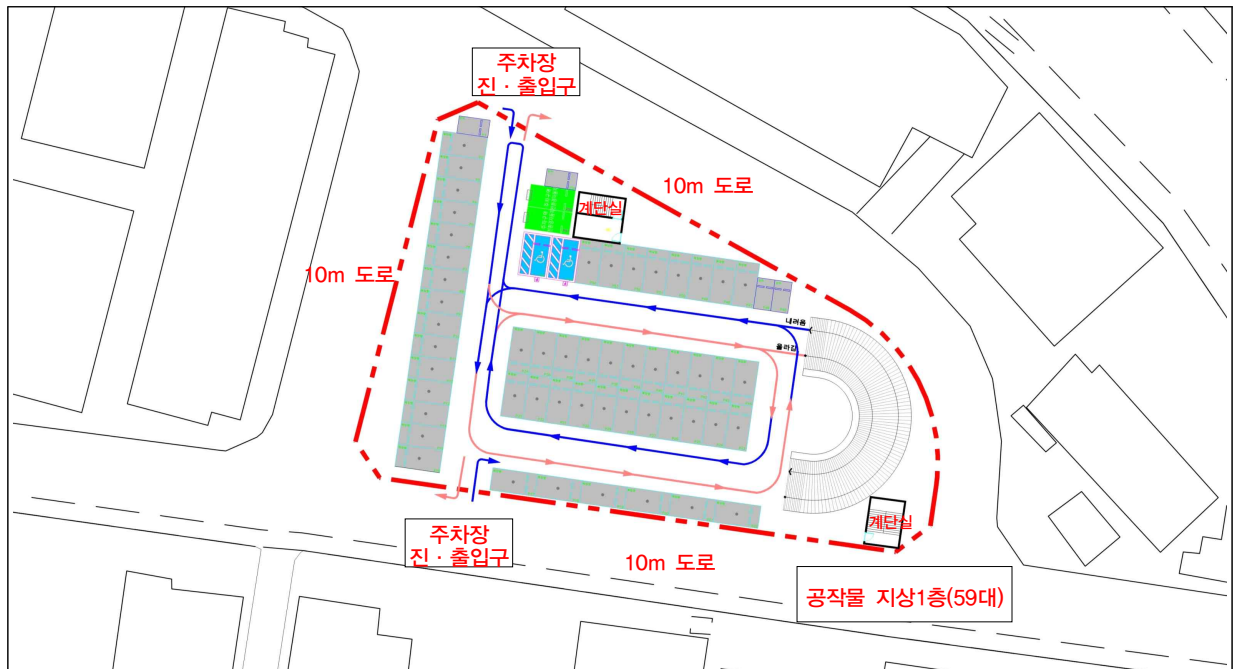 주차장
진 · 출입구
10m 도로
계단실
10m 도로
내려옴
올라감
계단실
주차장
진 · 출입구
10m 도로
공작물 지상1층(59대)